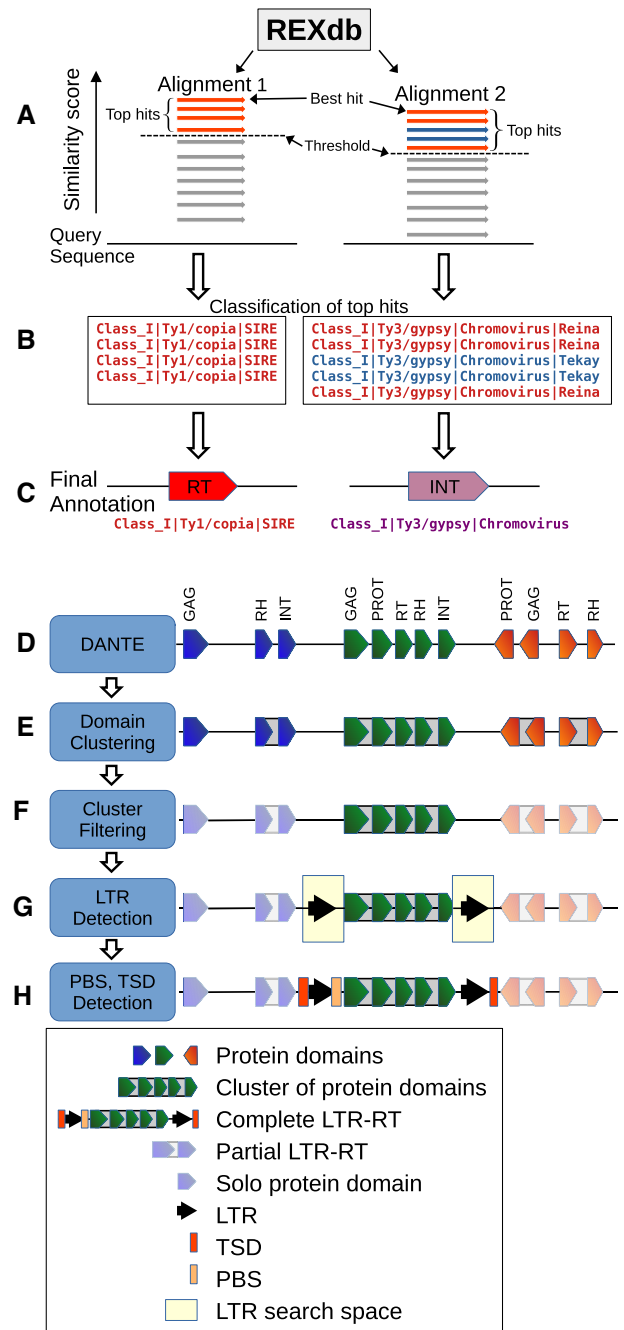 REXdb
A
Similarity score
Alignment 1
Alignment 2
Top hits
Best hit
Top hits
Threshold
Query
Sequence
Classification of top hits
B
Class_I|Ty1/copia|SIRE
Class_I|Ty1/copia|SIRE
Class_I|Ty1/copia|SIRE
Class_I|Ty1/copia|SIRE
Class_I|Ty3/gypsy|Chromovirus|Reina
Class_I|Ty3/gypsy|Chromovirus|Reina
Class_I|Ty3/gypsy|Chromovirus|Tekay
Class_I|Ty3/gypsy|Chromovirus|Tekay
Class_I|Ty3/gypsy|Chromovirus|Reina
C
Final
Annotation
RT
INT
Class_I|Ty1/copia|SIRE
Class_I|Ty3/gypsy|Chromovirus
GAG
RH
INT
GAG
PROT
RT
RH
INT
PROT
GAG
RT
RH
D
DANTE
E
Domain
Clustering
F
Cluster
Filtering
G
LTR
Detection
H
PBS, TSD
Detection
Protein domains
Cluster of protein domains
Complete LTR-RT
Partial LTR-RT
Solo protein domain
LTR
TSD
PBS
LTR search space